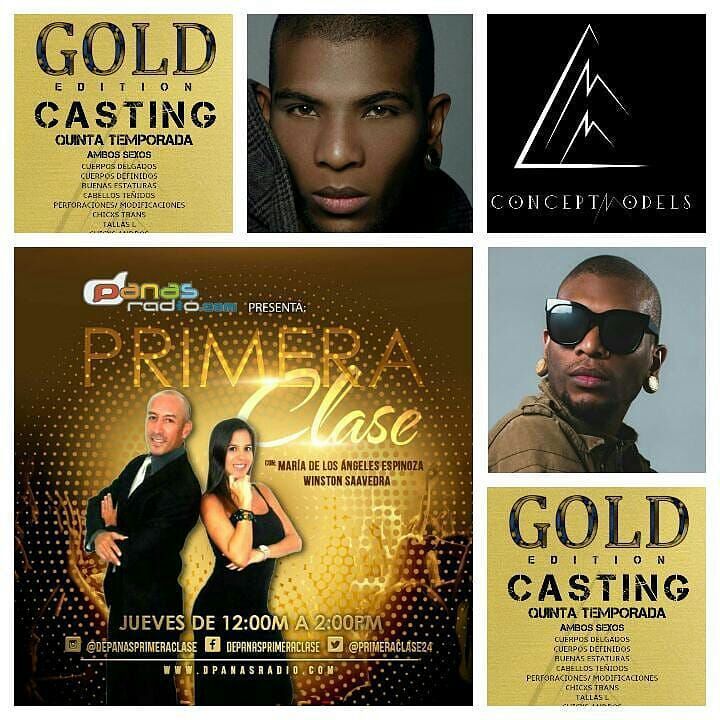 GOLD
EDITION
CASTING
QUINTA TEMPORADA
AMBOS SEXOS
CUERPOS DELGADOS
CUERPOS DEFINIDOS
BUENAS ESTATURAS
CABELLOS TEÑIDOS
PERFORACIONES/ MODIFICACIONES
CHICXS TRANS
TALLAS L
CONCEPT MODELS
Dpanas
radio.com PRESENTA:
PRIMERA
Clase
CON: MARÍA DE LOS ÁNGELES ESPINOZA
WINSTON SAAVEDRA
JUEVES DE 12:00M A 2:00PM
@DEPANASPRIMERACLASE DEPANASPRIMERACLASE @PRIMERACLASE24
WWW.DPANASRADIO.COM
GOLD
EDITION
CASTING
QUINTA TEMPORADA
AMBOS SEXOS
CUERPOS DELGADOS
CUERPOS DEFINIDOS
BUENAS ESTATURAS
CABELLOS TEÑIDOS
PERFORACIONES/ MODIFICACIONES
CHICXS TRANS
TALLAS L